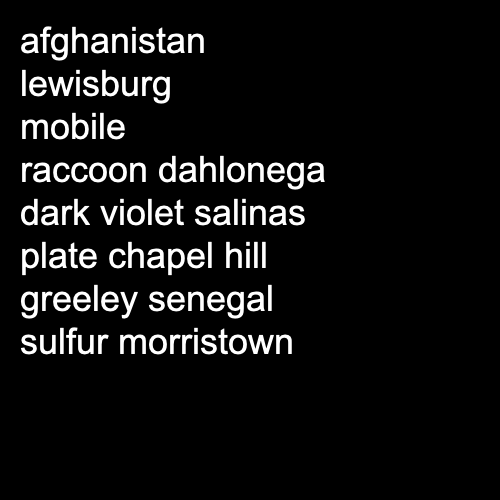 afghanistan
lewisburg
mobile
raccoon dahlonega
dark violet salinas
plate chapel hill
greeley senegal
sulfur morristown